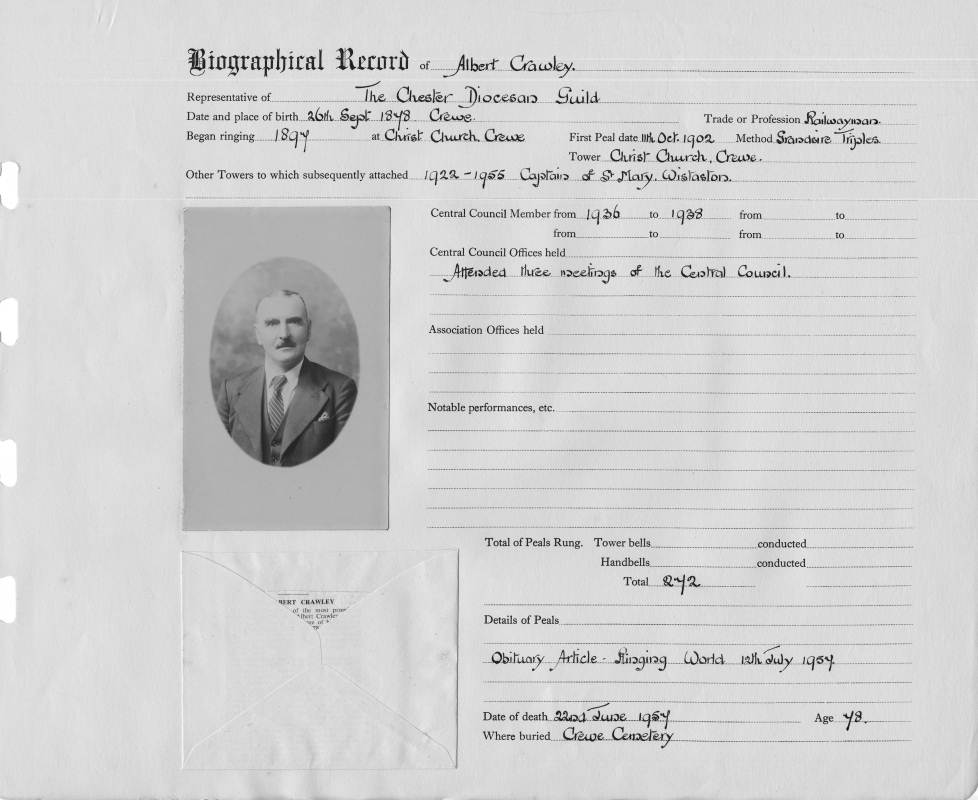 Biographical Record of Albert Crawley.
Representative of The Chester Diocesan Guild
Date and place of birth 26th Sept 1878 Crewe. Trade or Profession Railwayman.
Began ringing 1897 at Christ Church, Crewe First Peal date 11th Oct. 1902 Method Grandsire Triples.
Tower Christ Church, Crewe.
Other Towers to which subsequently attached 1922 - 1955 Captain of St Mary. Wistaston.
Central Council Member from 1936 to 1938 from to
from to from to
Central Council Offices held
Attended three meetings of the Central Council.
Association Offices held
Notable performances, etc.
Total of Peals Rung. Tower bells conducted
Handbells conducted
Total 272
BERT CRAWLEY
of the most
Details of Peals
Obituary Article - Ringing World 12th July 1957
Date of death 22nd June 1957 Age 78.
Where buried Crewe Cemetery